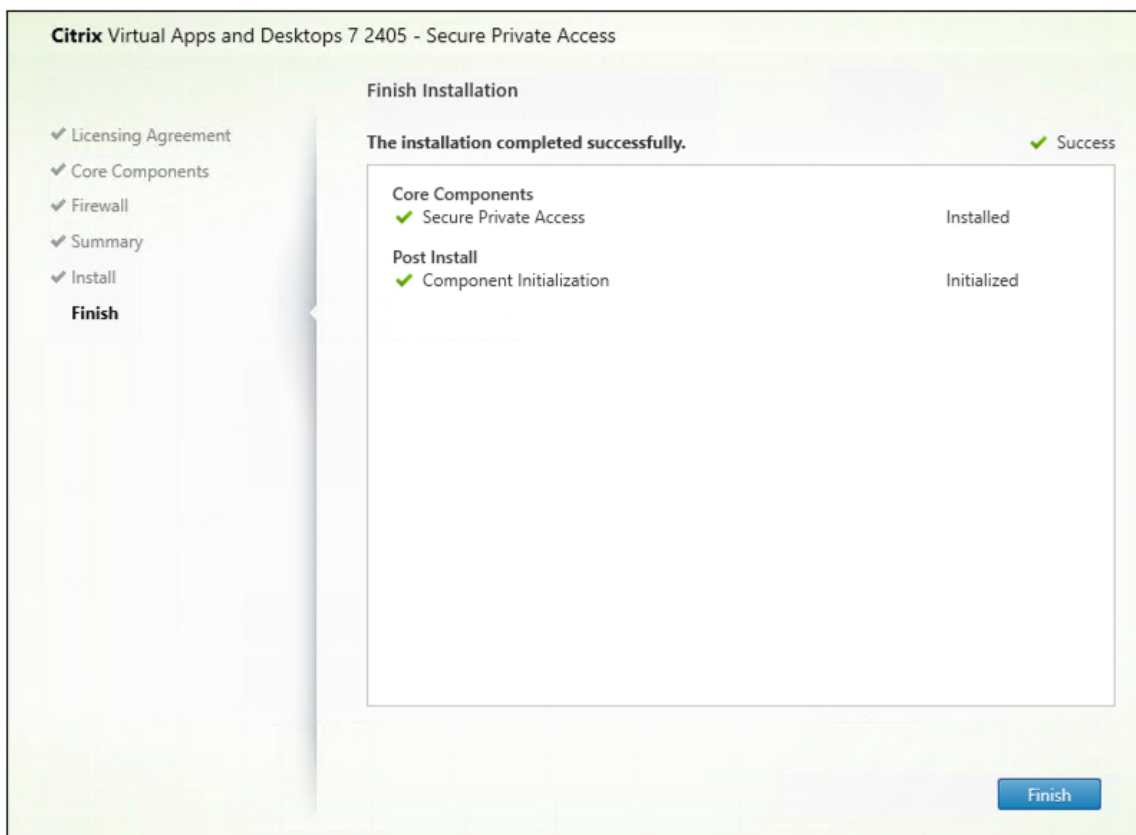 Citrix Virtual Apps and Desktops 7 2405 - Secure Private Access
Licensing Agreement
Core Components
Firewall
Summary
Install
Finish
Finish Installation
The installation completed successfully.
Success
Core Components
Secure Private Access Installed
Post Install
Component Initialization Initialized
Finish